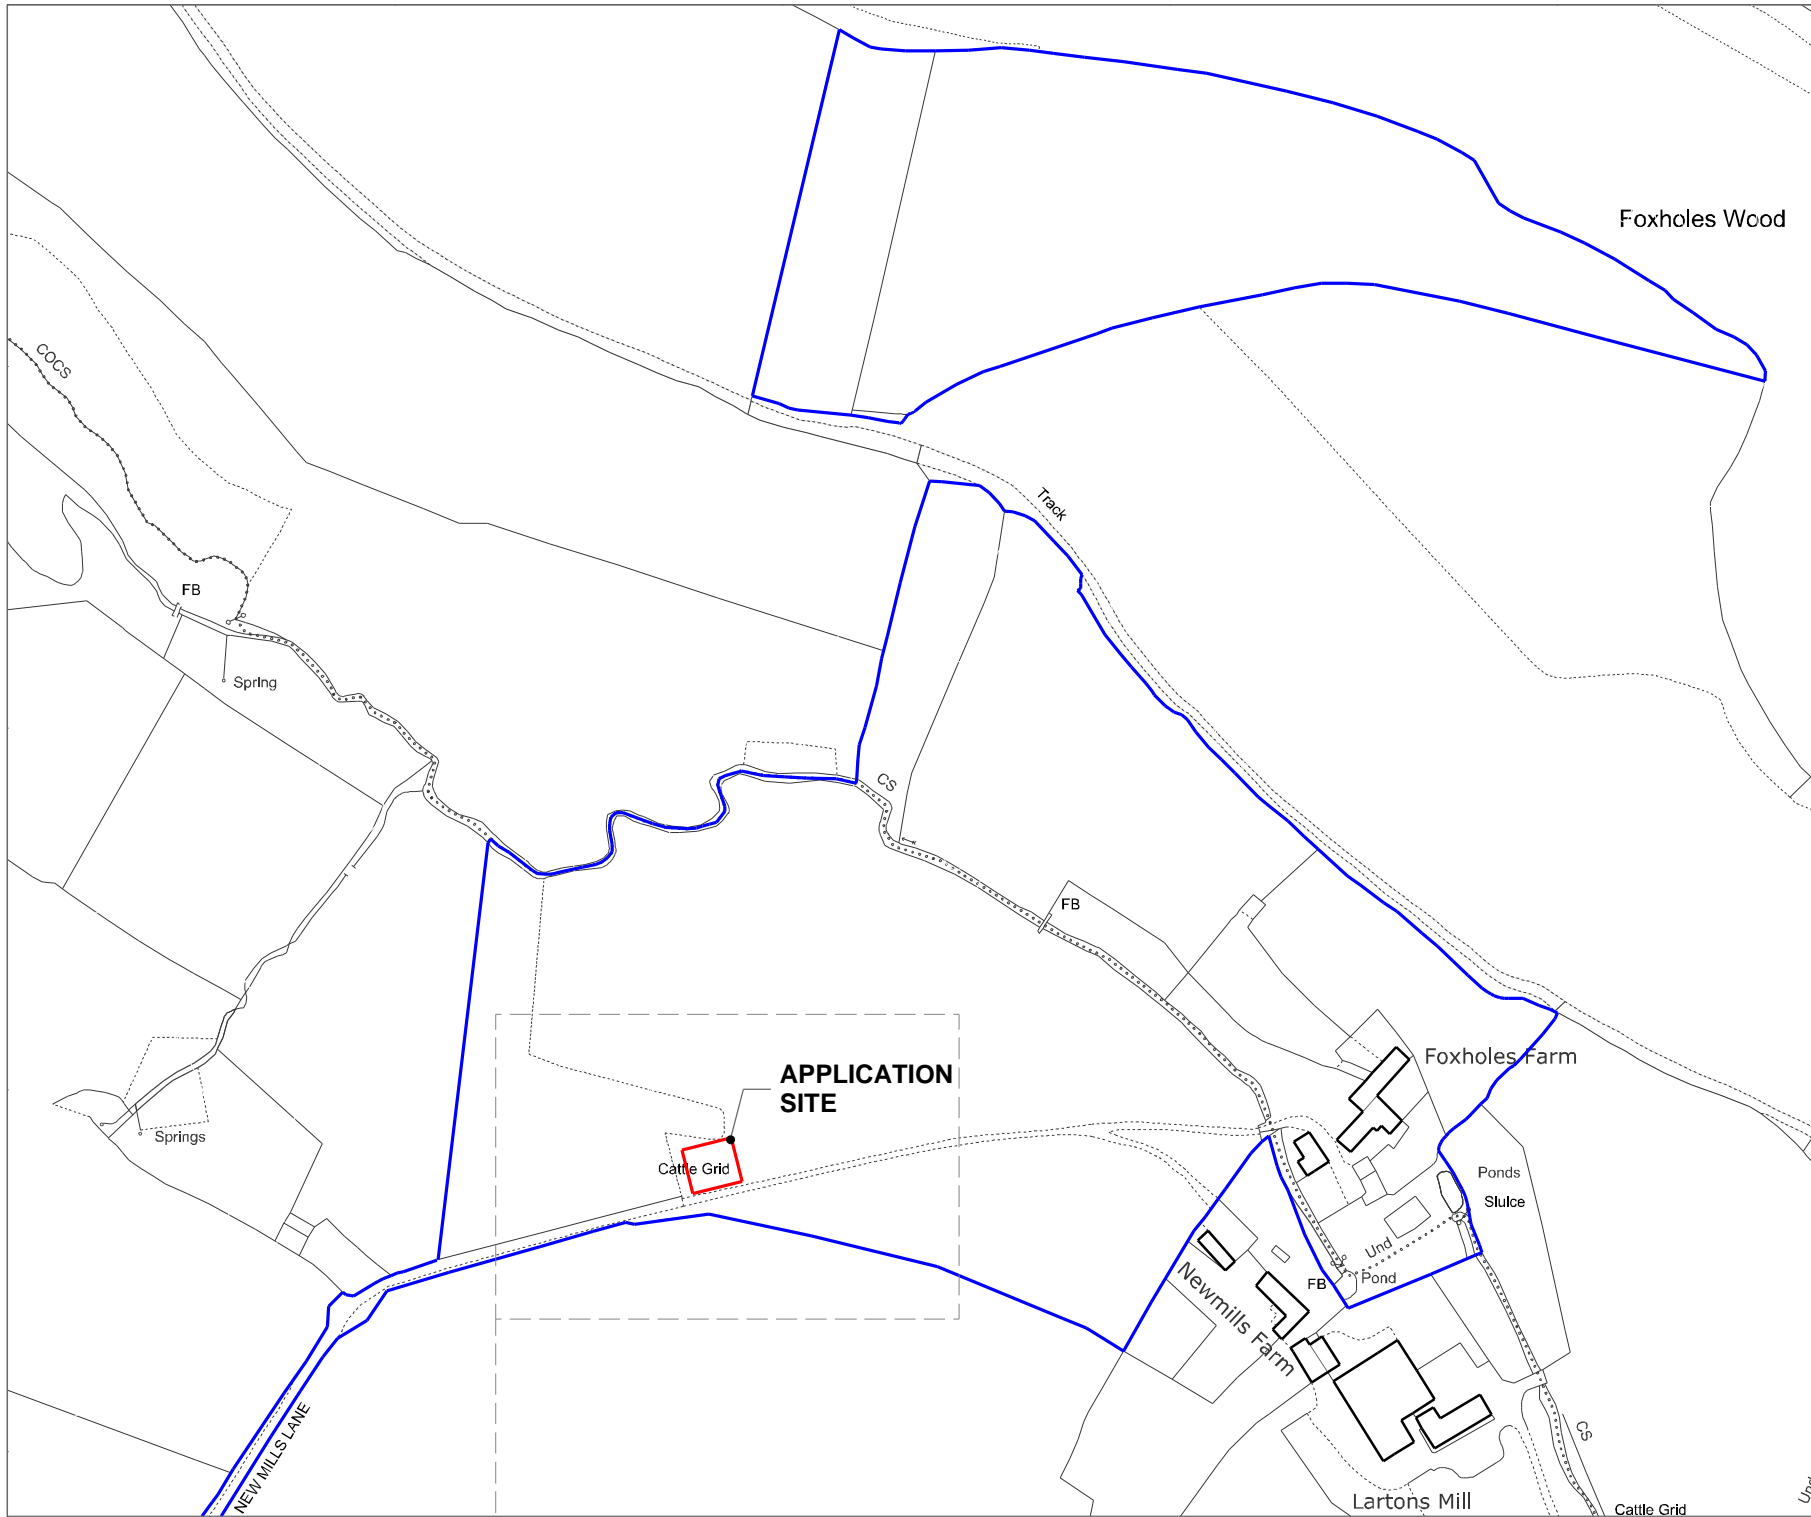 Foxholes Wood
COCS
Track
FB
Spring
CS
FB
Foxholes Farm
APPLICATION
SITE
Springs
Cattle Grid
Ponds
Sluice
Und
FB
Pond
Newmills Farm
NEW MILLS LANE
CS
Lartons Mill
Und
Cattle Grid